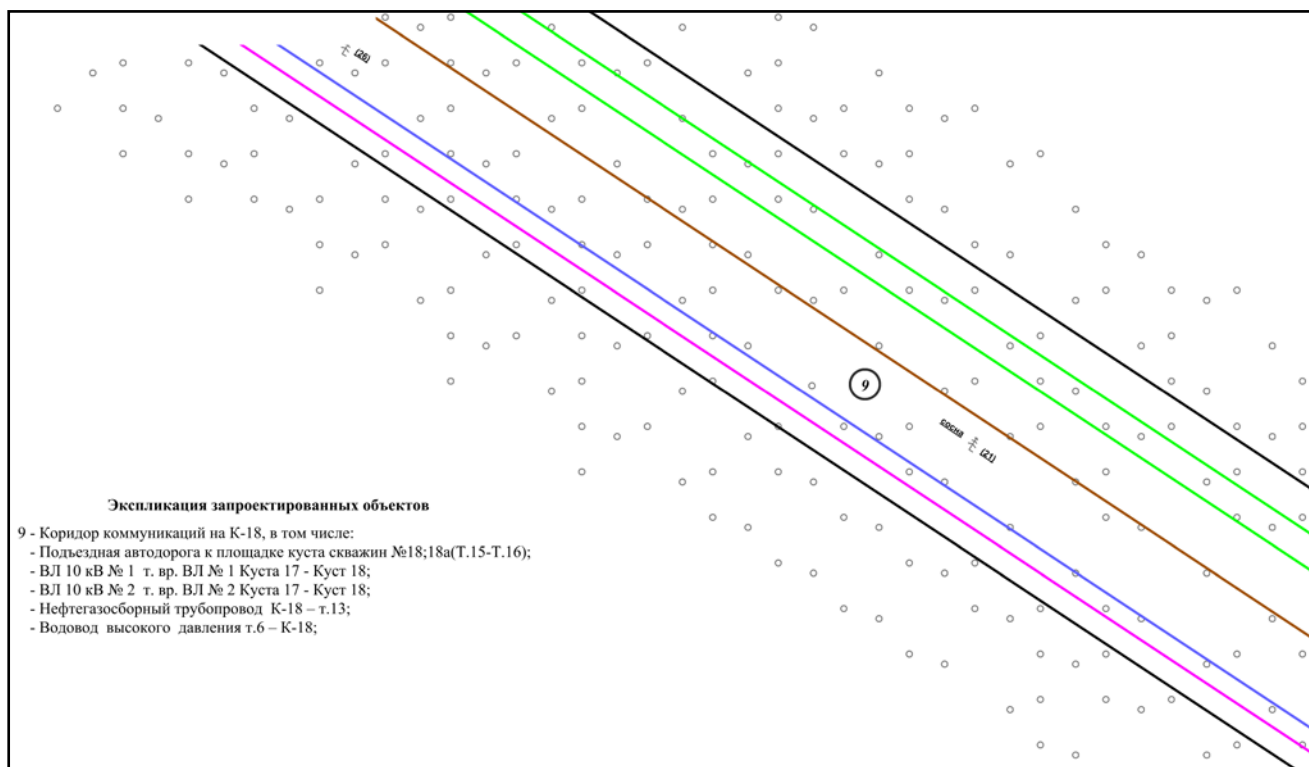 (26)
9
сосна
(21)
Экспликация запроектированных объектов
9 - Коридор коммуникаций на К-18, в том числе:
- Подъездная автодорога к площадке куста скважин №18;18а(Т.15-Т.16);
- ВЛ 10 кВ № 1 т. вр. ВЛ № 1 Куста 17 - Куст 18;
- ВЛ 10 кВ № 2 т. вр. ВЛ № 2 Куста 17 - Куст 18;
- Нефтегазосборный трубопровод К-18 – т.13;
- Водовод высокого давления т.6 – К-18;